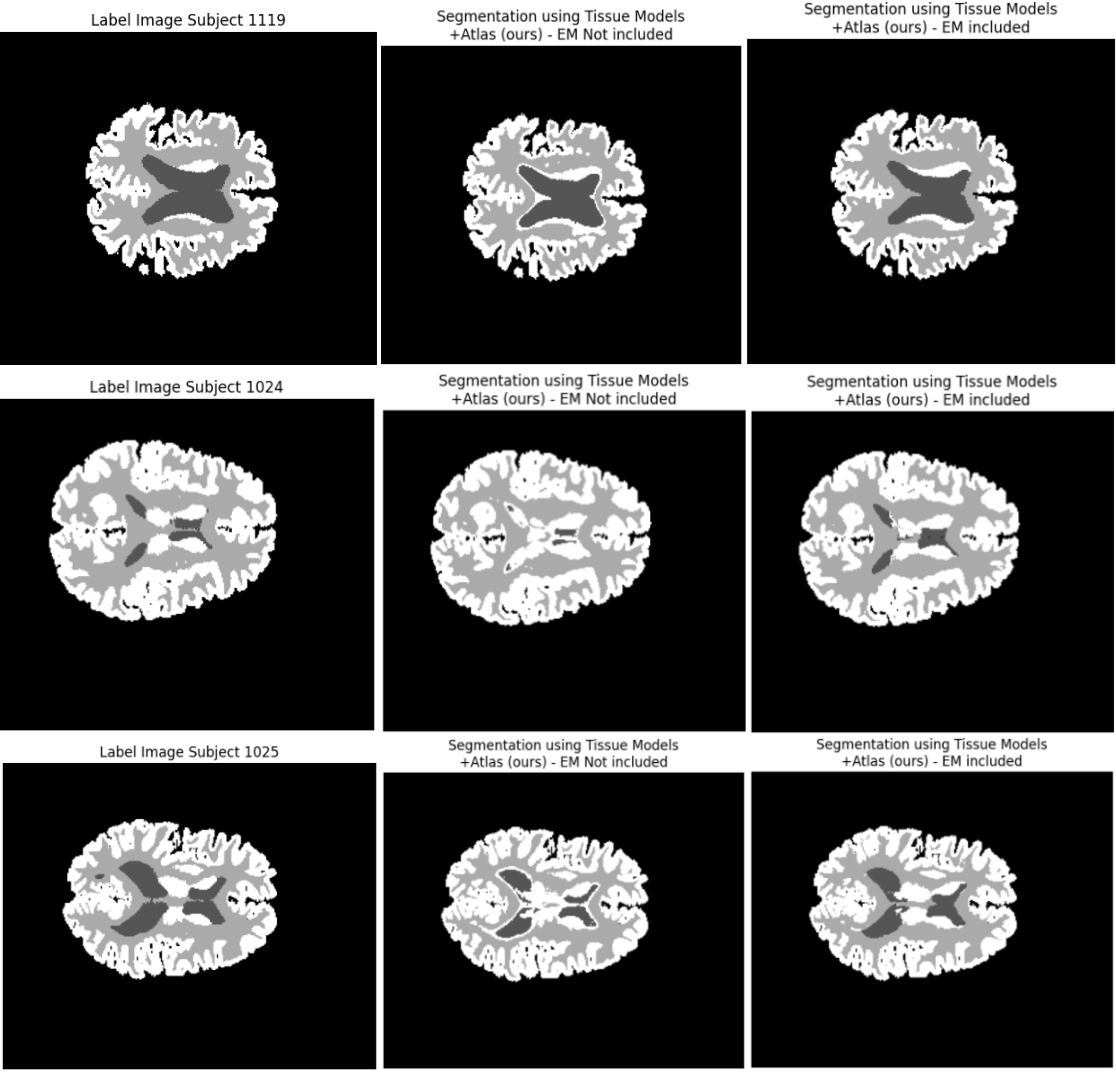 Label Image Subject 1119
Segmentation using Tissue Models
+Atlas (ours) - EM Not included
Segmentation using Tissue Models
+Atlas (ours) - EM included
Label Image Subject 1024
Segmentation using Tissue Models
+Atlas (ours) - EM Not included
Segmentation using Tissue Models
+Atlas (ours) - EM included
Label Image Subject 1025
Segmentation using Tissue Models
+Atlas (ours) - EM Not included
Segmentation using Tissue Models
+Atlas (ours) - EM included